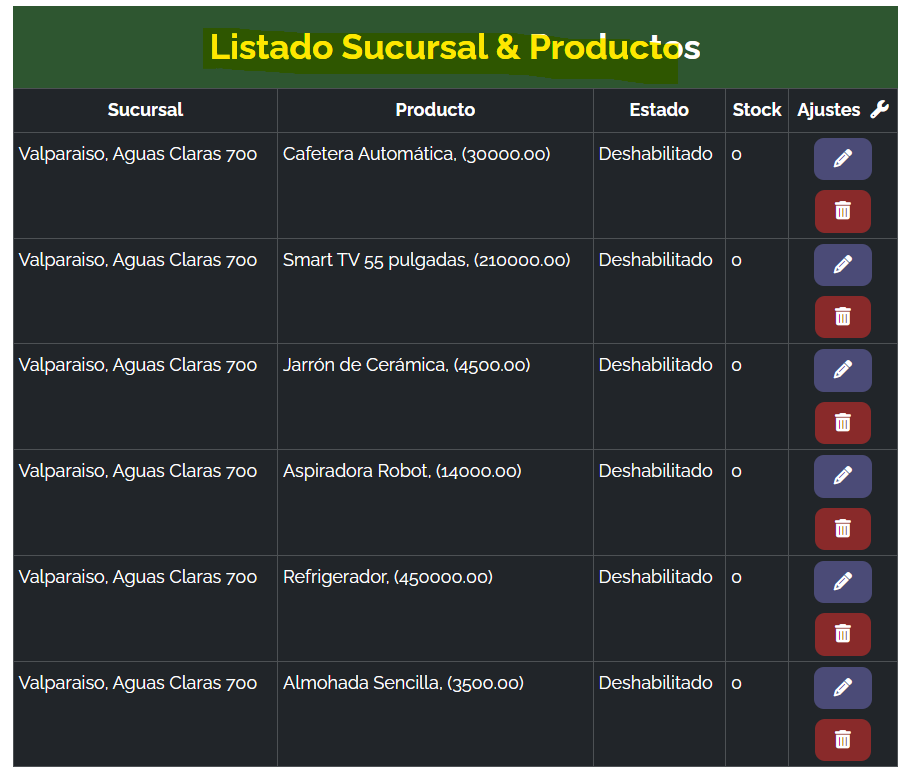 Listado Sucursal & Productos
Sucursal Producto Estado Stock Ajustes
Valparaiso, Aguas Claras 700 Cafetera Automática, (30000.00) Deshabilitado 0
Valparaiso, Aguas Claras 700 Smart TV 55 pulgadas, (210000.00) Deshabilitado 0
Valparaiso, Aguas Claras 700 Jarrón de Cerámica, (4500.00) Deshabilitado 0
Valparaiso, Aguas Claras 700 Aspiradora Robot, (14000.00) Deshabilitado 0
Valparaiso, Aguas Claras 700 Refrigerador, (450000.00) Deshabilitado 0
Valparaiso, Aguas Claras 700 Almohada Sencilla, (3500.00) Deshabilitado 0